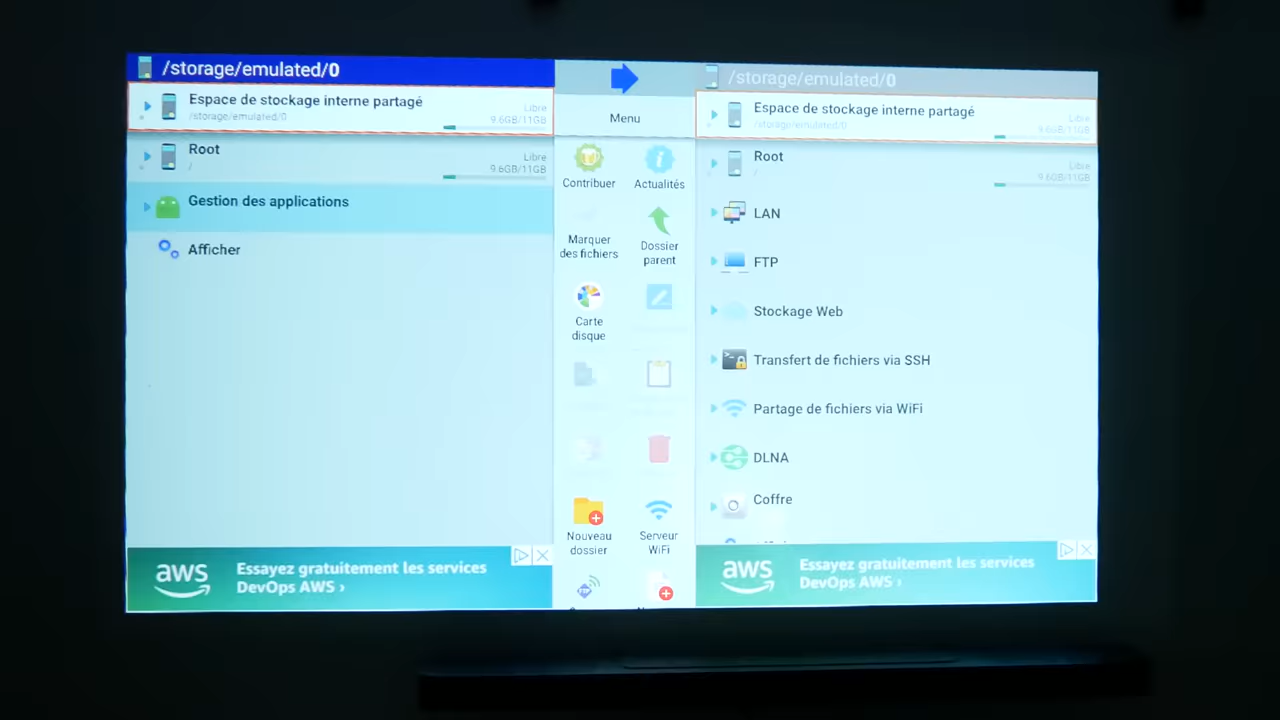 /storage/emulated/0
Espace de stockage interne partagé
/storage/emulated/0
Libre
9.6GB/11GB
Root
/
Libre
9.6GB/11GB
Gestion des applications
Afficher
Menu
Contribuer
Actualités
Marquer
des fichiers
Dossier
parent
Carte
disque
Nouveau
dossier
Serveur
WiFi
/storage/emulated/0
Espace de stockage interne partagé
/storage/emulated/0
Libre
9.6GB/11GB
Root
/
Libre
9.6GB/11GB
LAN
FTP
Stockage Web
Transfert de fichiers via SSH
Partage de fichiers via WiFi
DLNA
Coffre
aws
Essayez gratuitement les services
DevOps AWS ›
aws
Essayez gratuitement les services
DevOps AWS ›